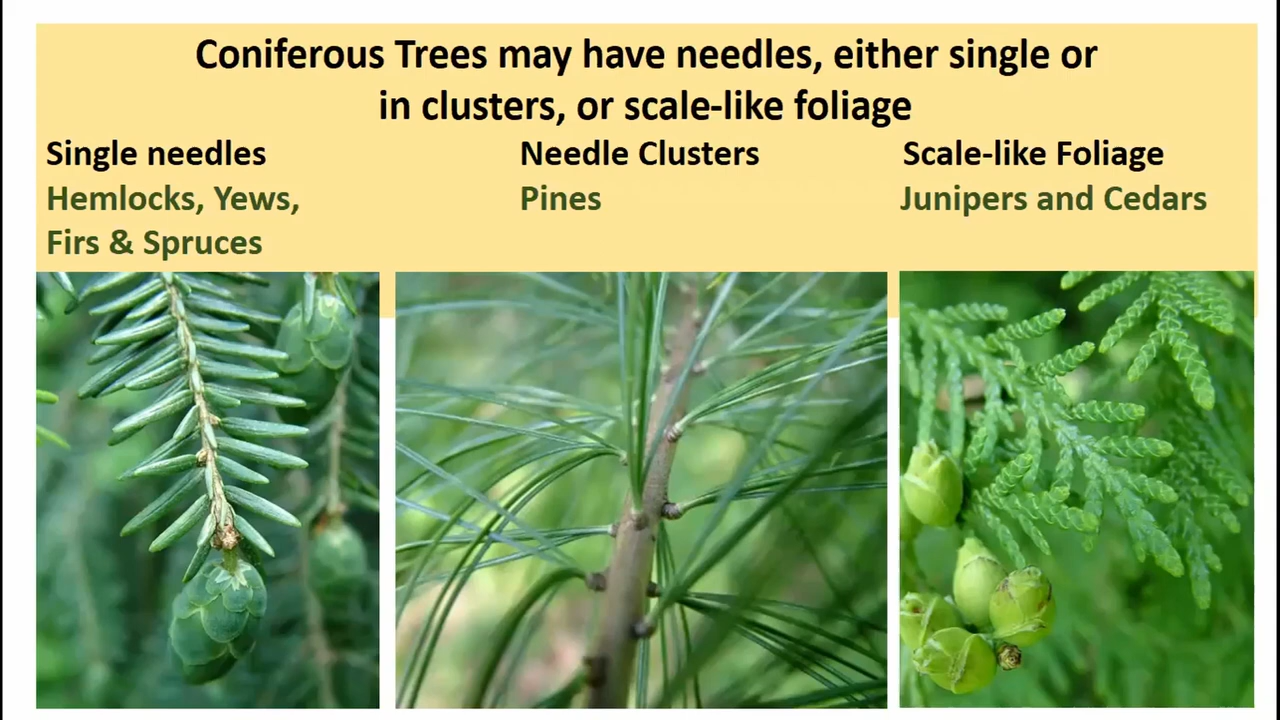 Coniferous Trees may have needles, either single or
in clusters, or scale-like foliage
Single needles
Hemlocks, Yews,
Firs & Spruces
Needle Clusters
Pines
Scale-like Foliage
Junipers and Cedars